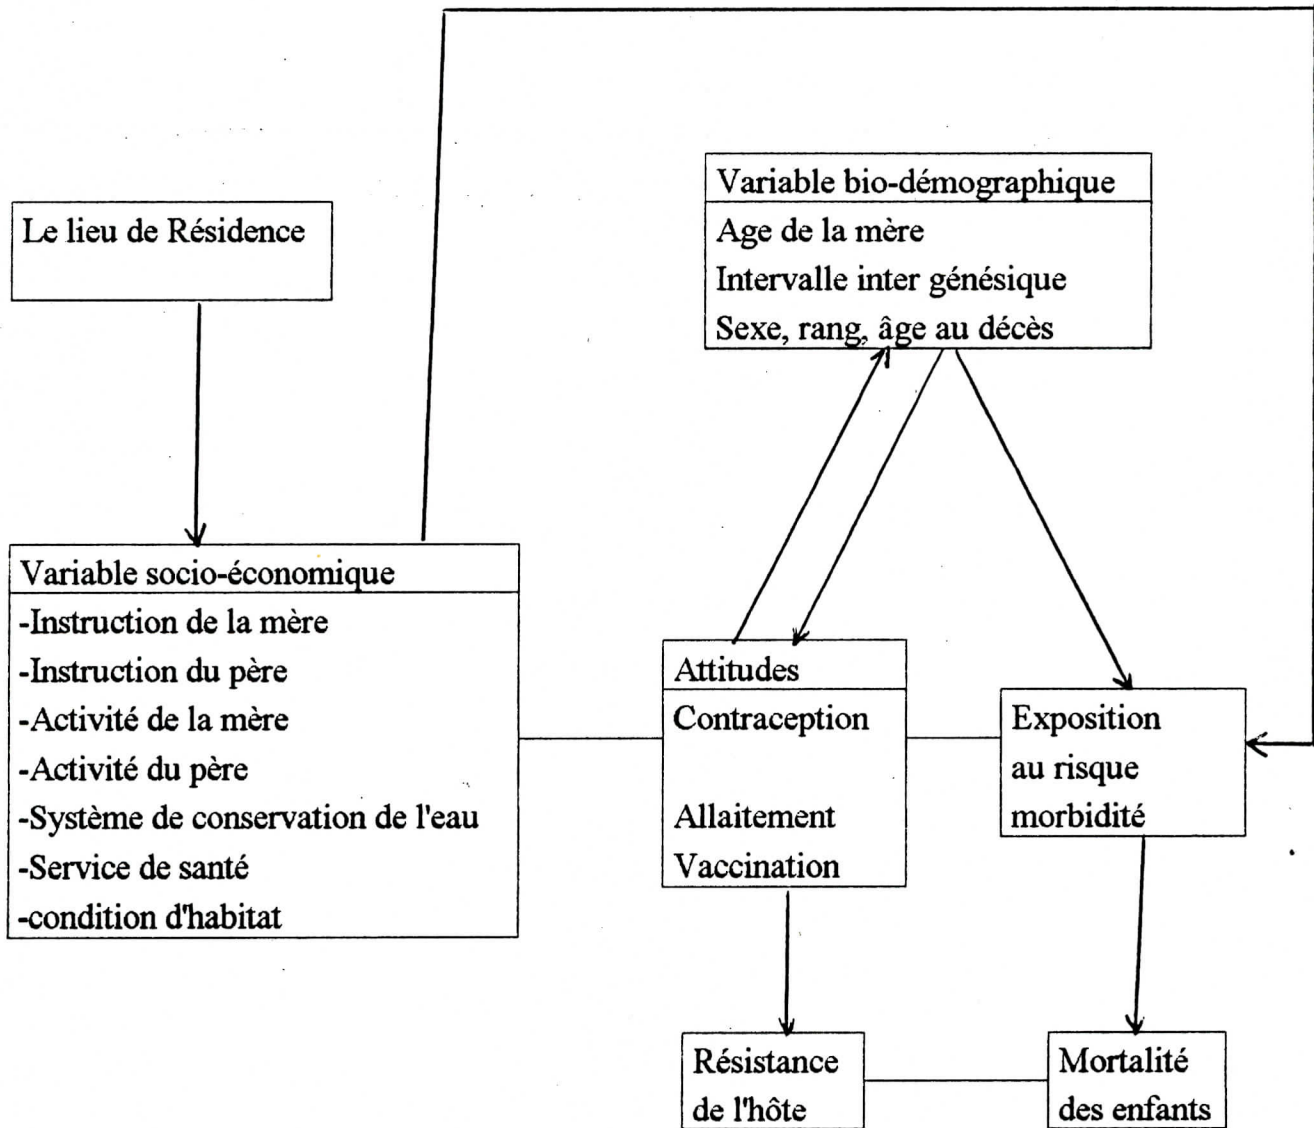 Le lieu de Résidence
Variable bio-démographique
Age de la mère
Intervalle inter génésique
Sexe, rang, âge au décès
Variable socio-économique
-Instruction de la mère
-Instruction du père
-Activité de la mère
-Activité du père
-Système de conservation de l'eau
-Service de santé
-condition d'habitat
Attitudes
Contraception
Allaitement
Vaccination
Exposition
au risque
morbidité
Résistance
de l'hôte
Mortalité
des enfants